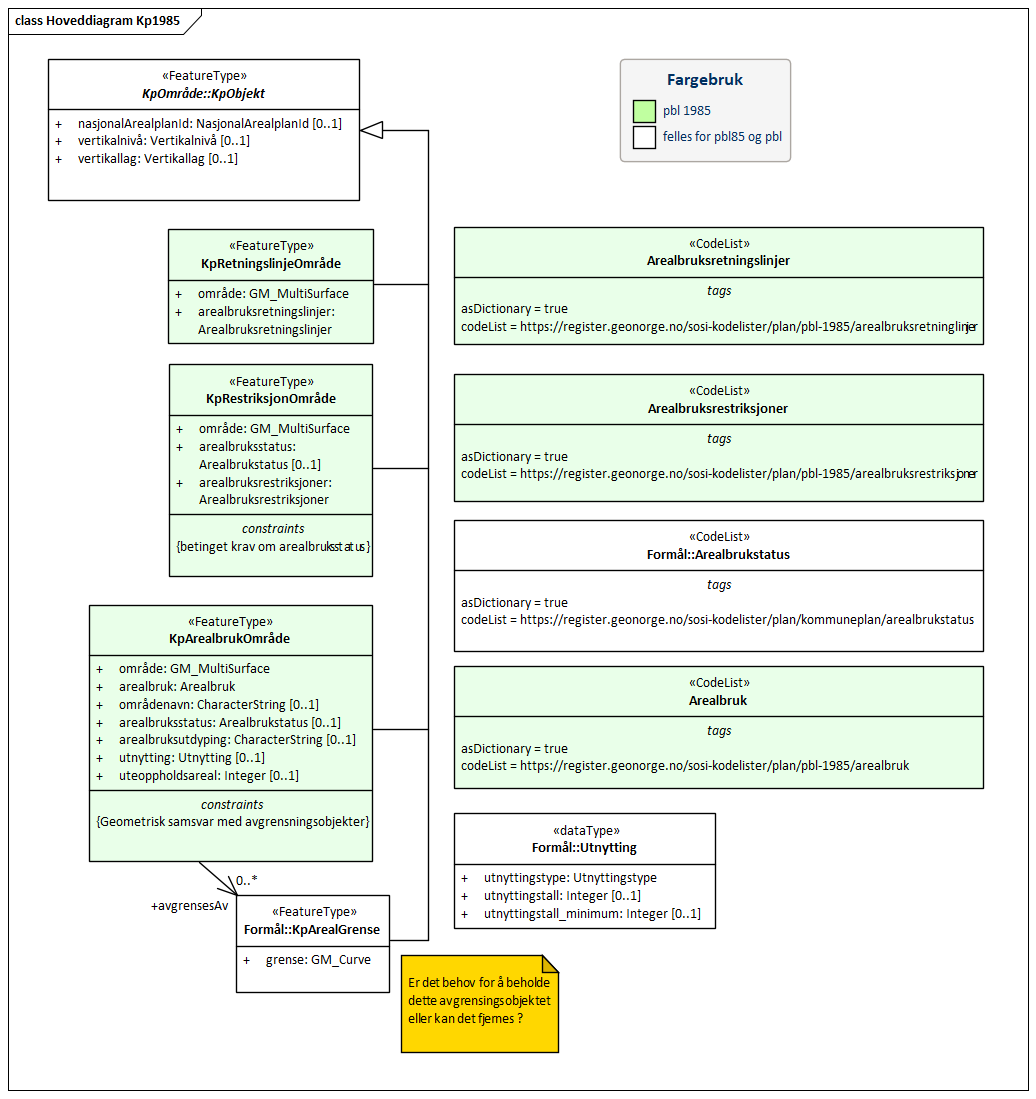 class Hoveddiagram Kp1985
«FeatureType»
KpOmråde::KpObjekt
+ nasjonalArealplanId: NasjonalArealplanId [0..1]
+ vertikalnivå: Vertikalnivå [0..1]
+ vertikallag: Vertikallag [0..1]
Fargebruk
pbl 1985
felles for pbl85 og pbl
«FeatureType»
KpRetningslinjeOmråde
+ område: GM_MultiSurface
+ arealbruksretningslinjer:
Arealbruksretningslinjer
«CodeList»
Arealbruksretningslinjer
tags
asDictionary = true
codeList = https://register.geonorge.no/sosi-kodelister/plan/pbl-1985/arealbruksretninglinjer
«FeatureType»
KpRestriksjonOmråde
+ område: GM_MultiSurface
+ arealbruksstatus:
Arealbrukstatus [0..1]
+ arealbruksrestriksjoner:
Arealbruksrestriksjoner
constraints
{betinget krav om arealbruksstatus}
«CodeList»
Arealbruksrestriksjoner
tags
asDictionary = true
codeList = https://register.geonorge.no/sosi-kodelister/plan/pbl-1985/arealbruksrestriksjoner
«CodeList»
Formål::Arealbrukstatus
tags
asDictionary = true
codeList = https://register.geonorge.no/sosi-kodelister/plan/kommuneplan/arealbrukstatus
«FeatureType»
KpArealbrukOmråde
+ område: GM_MultiSurface
+ arealbruk: Arealbruk
+ områdenavn: CharacterString [0..1]
+ arealbruksstatus: Arealbrukstatus [0..1]
+ arealbruksutdyping: CharacterString [0..1]
+ utnytting: Utnytting [0..1]
+ uteoppholdsareal: Integer [0..1]
constraints
{Geometrisk samsvar med avgrensningsobjekter}
«CodeList»
Arealbruk
tags
asDictionary = true
codeList = https://register.geonorge.no/sosi-kodelister/plan/pbl-1985/arealbruk
«dataType»
Formål::Utnytting
+ utnyttingstype: Utnyttingstype
+ utnyttingstall: Integer [0..1]
+ utnyttingstall_minimum: Integer [0..1]
0..*
+avgrensesAv
«FeatureType»
Formål::KpArealGrense
+ grense: GM_Curve
Er det behov for å beholde
dette avgrensingsobjektet
eller kan det fjernes ?